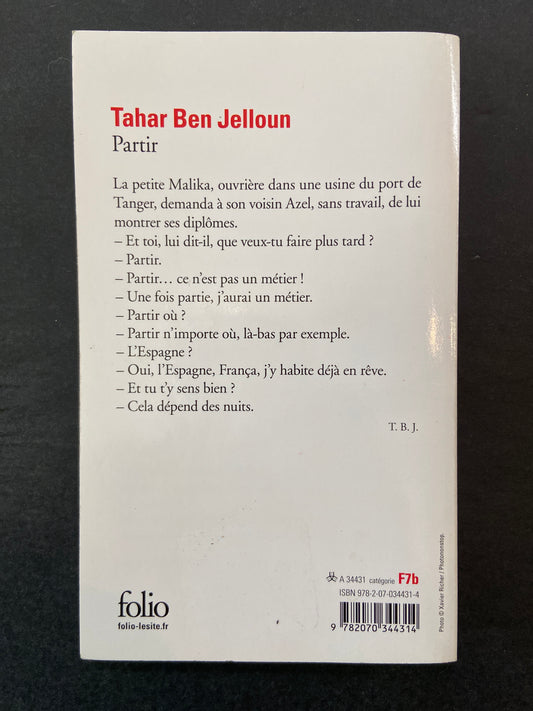 Tahar Ben Jelloun
Partir
La petite Malika, ouvrière dans une usine du port de
Tanger, demanda à son voisin Azel, sans travail, de lui
montrer ses diplômes.
– Et toi, lui dit-il, que veux-tu faire plus tard ?
– Partir.
– Partir… ce n'est pas un métier !
– Une fois partie, j'aurai un métier.
– Partir où ?
– Partir n'importe où, là-bas par exemple.
– L'Espagne ?
– Oui, l'Espagne, França, j'y habite déjà en rêve.
– Et tu t'y sens bien ?
– Cela dépend des nuits.
T. B. J.
A 34431 catégorie F7b
ISBN 978-2-07-034431-4
9 782070 344314
folio
folio-lesite.fr
Photo © Xavier Richer / Photononstop.